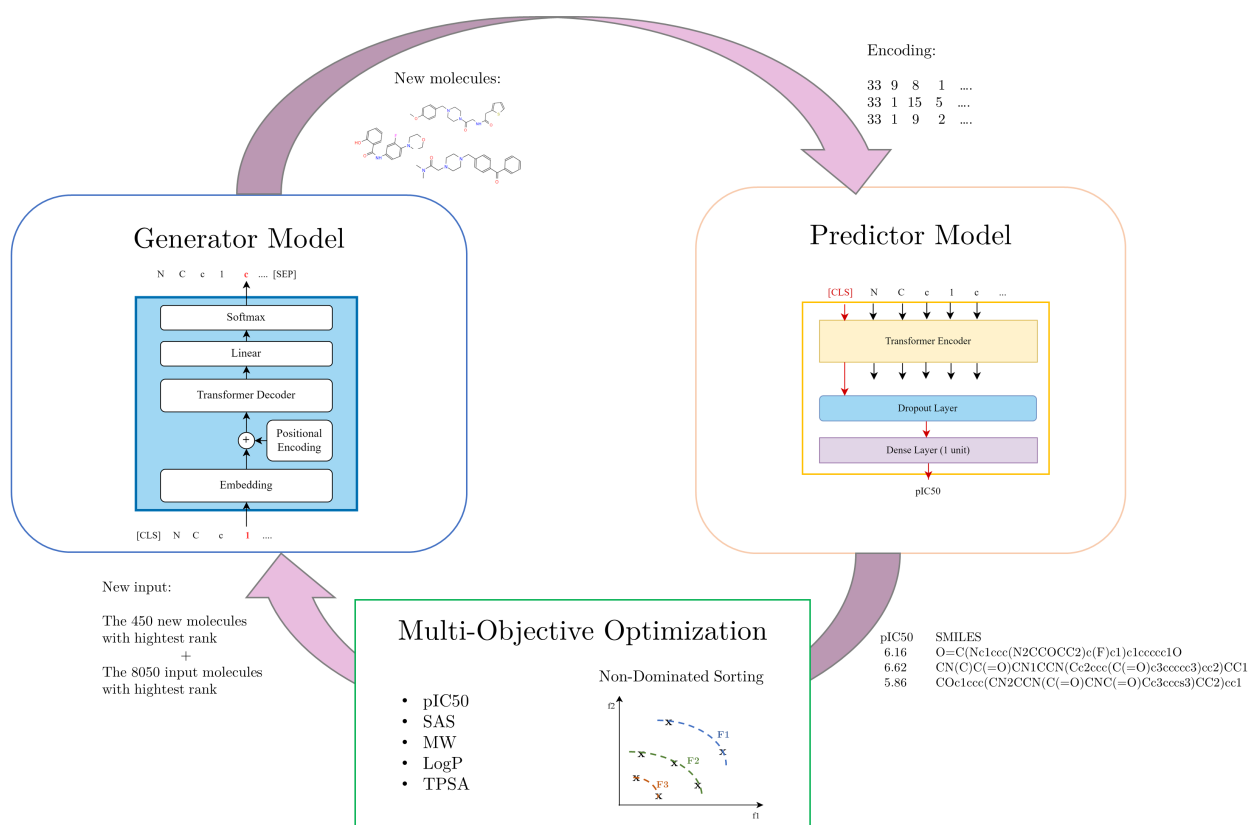 New molecules:
Encoding:
33 9 8 1 ....
33 1 15 5 ....
33 1 9 2 ....
Generator Model
N C c 1 c .... [SEP]
Softmax
Linear
Transformer Decoder
+
Positional
Encoding
Embedding
[CLS] N C c 1 ....
Predictor Model
[CLS] N C c 1 c ...
Transformer Encoder
Dropout Layer
Dense Layer (1 unit)
pIC50
New input:
The 450 new molecules
with hightest rank
+
The 8050 input molecules
with highest rank
Multi-Objective Optimization
• pIC50
• SAS
• MW
• LogP
• TPSA
Non-Dominated Sorting
f2
F1
F2
F3
f1
pIC50 SMILES
6.16 O=C(Nc1ccc(N2CCOCC2)c(F)c1)c1ccccc1O
6.62 CN(C)C(=O)CN1CCN(Cc2ccc(C(=O)c3ccccc3)cc2)CC1
5.86 COc1ccc(CN2CCN(C(=O)CNC(=O)Cc3cccs3)CC2)cc1